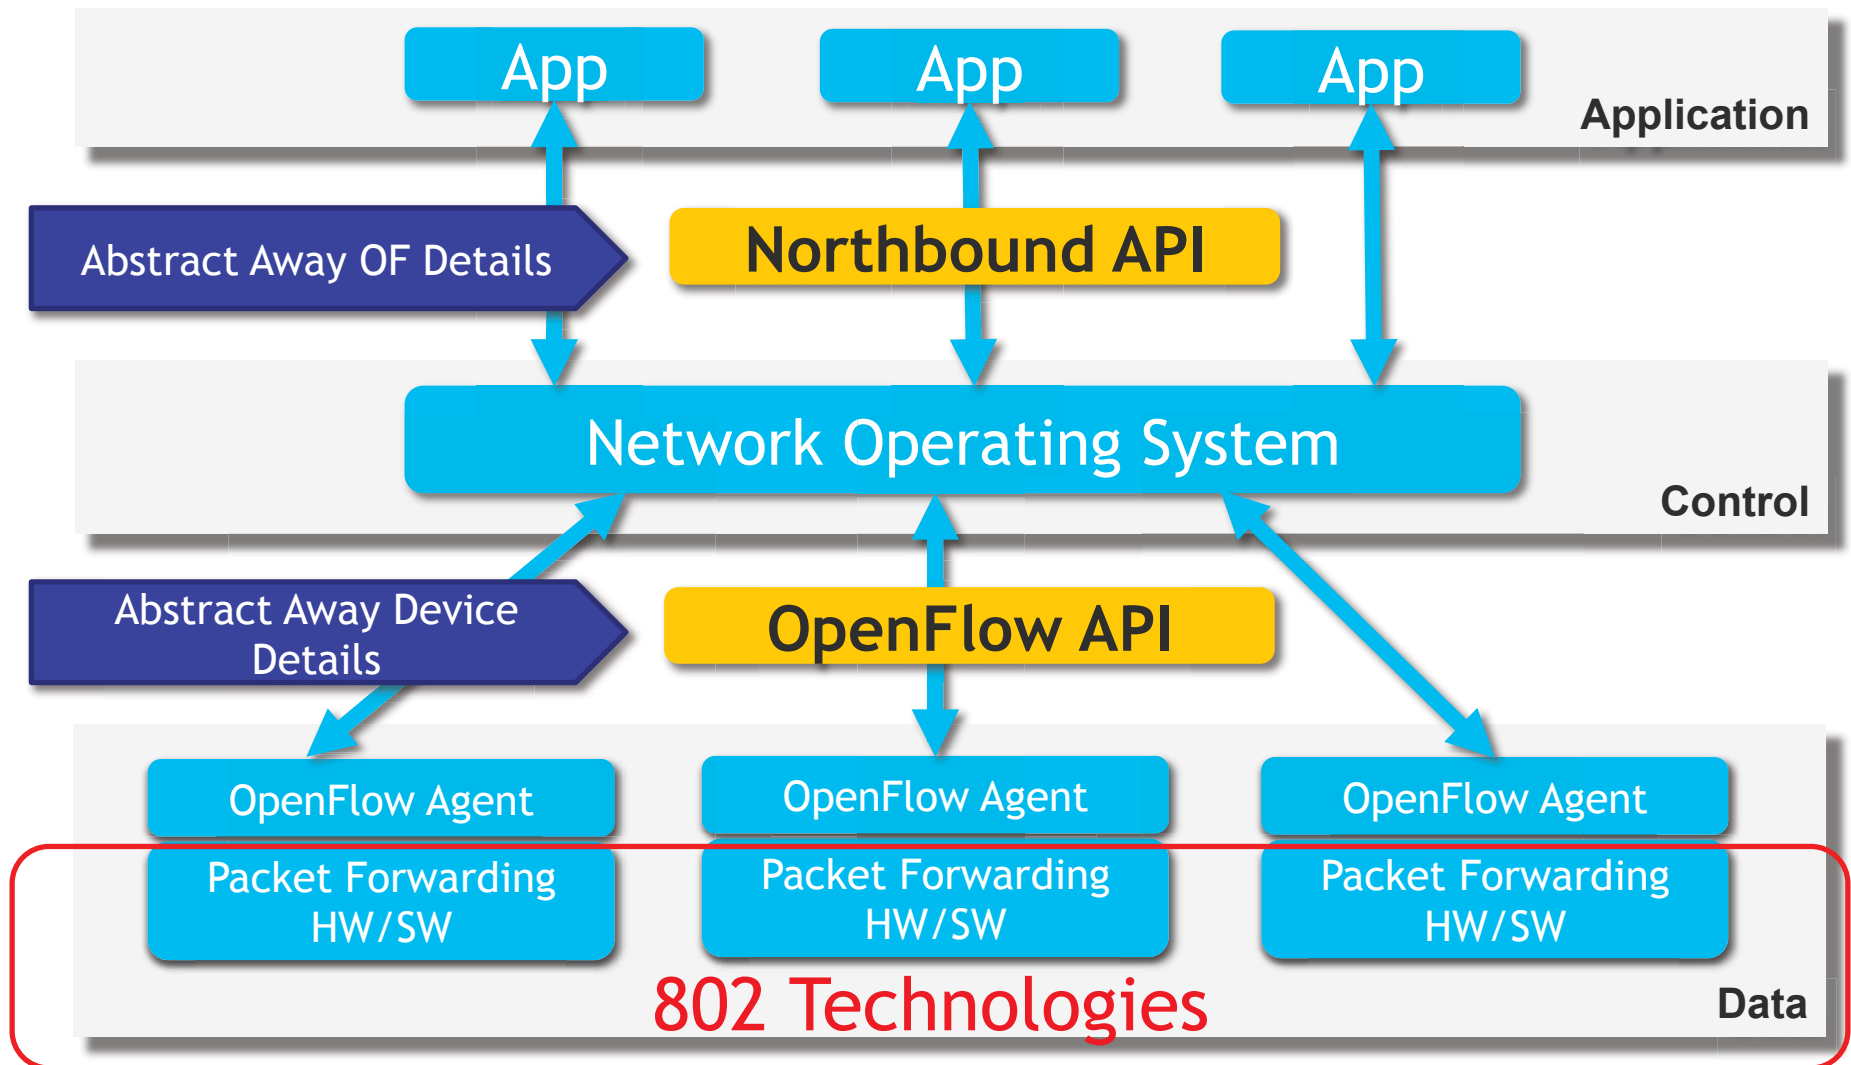 App
App
App
Application
Abstract Away OF Details
Northbound API
Network Operating System
Control
Abstract Away Device
Details
OpenFlow API
OpenFlow Agent
OpenFlow Agent
OpenFlow Agent
Packet Forwarding
HW/SW
Packet Forwarding
HW/SW
Packet Forwarding
HW/SW
802 Technologies
Data